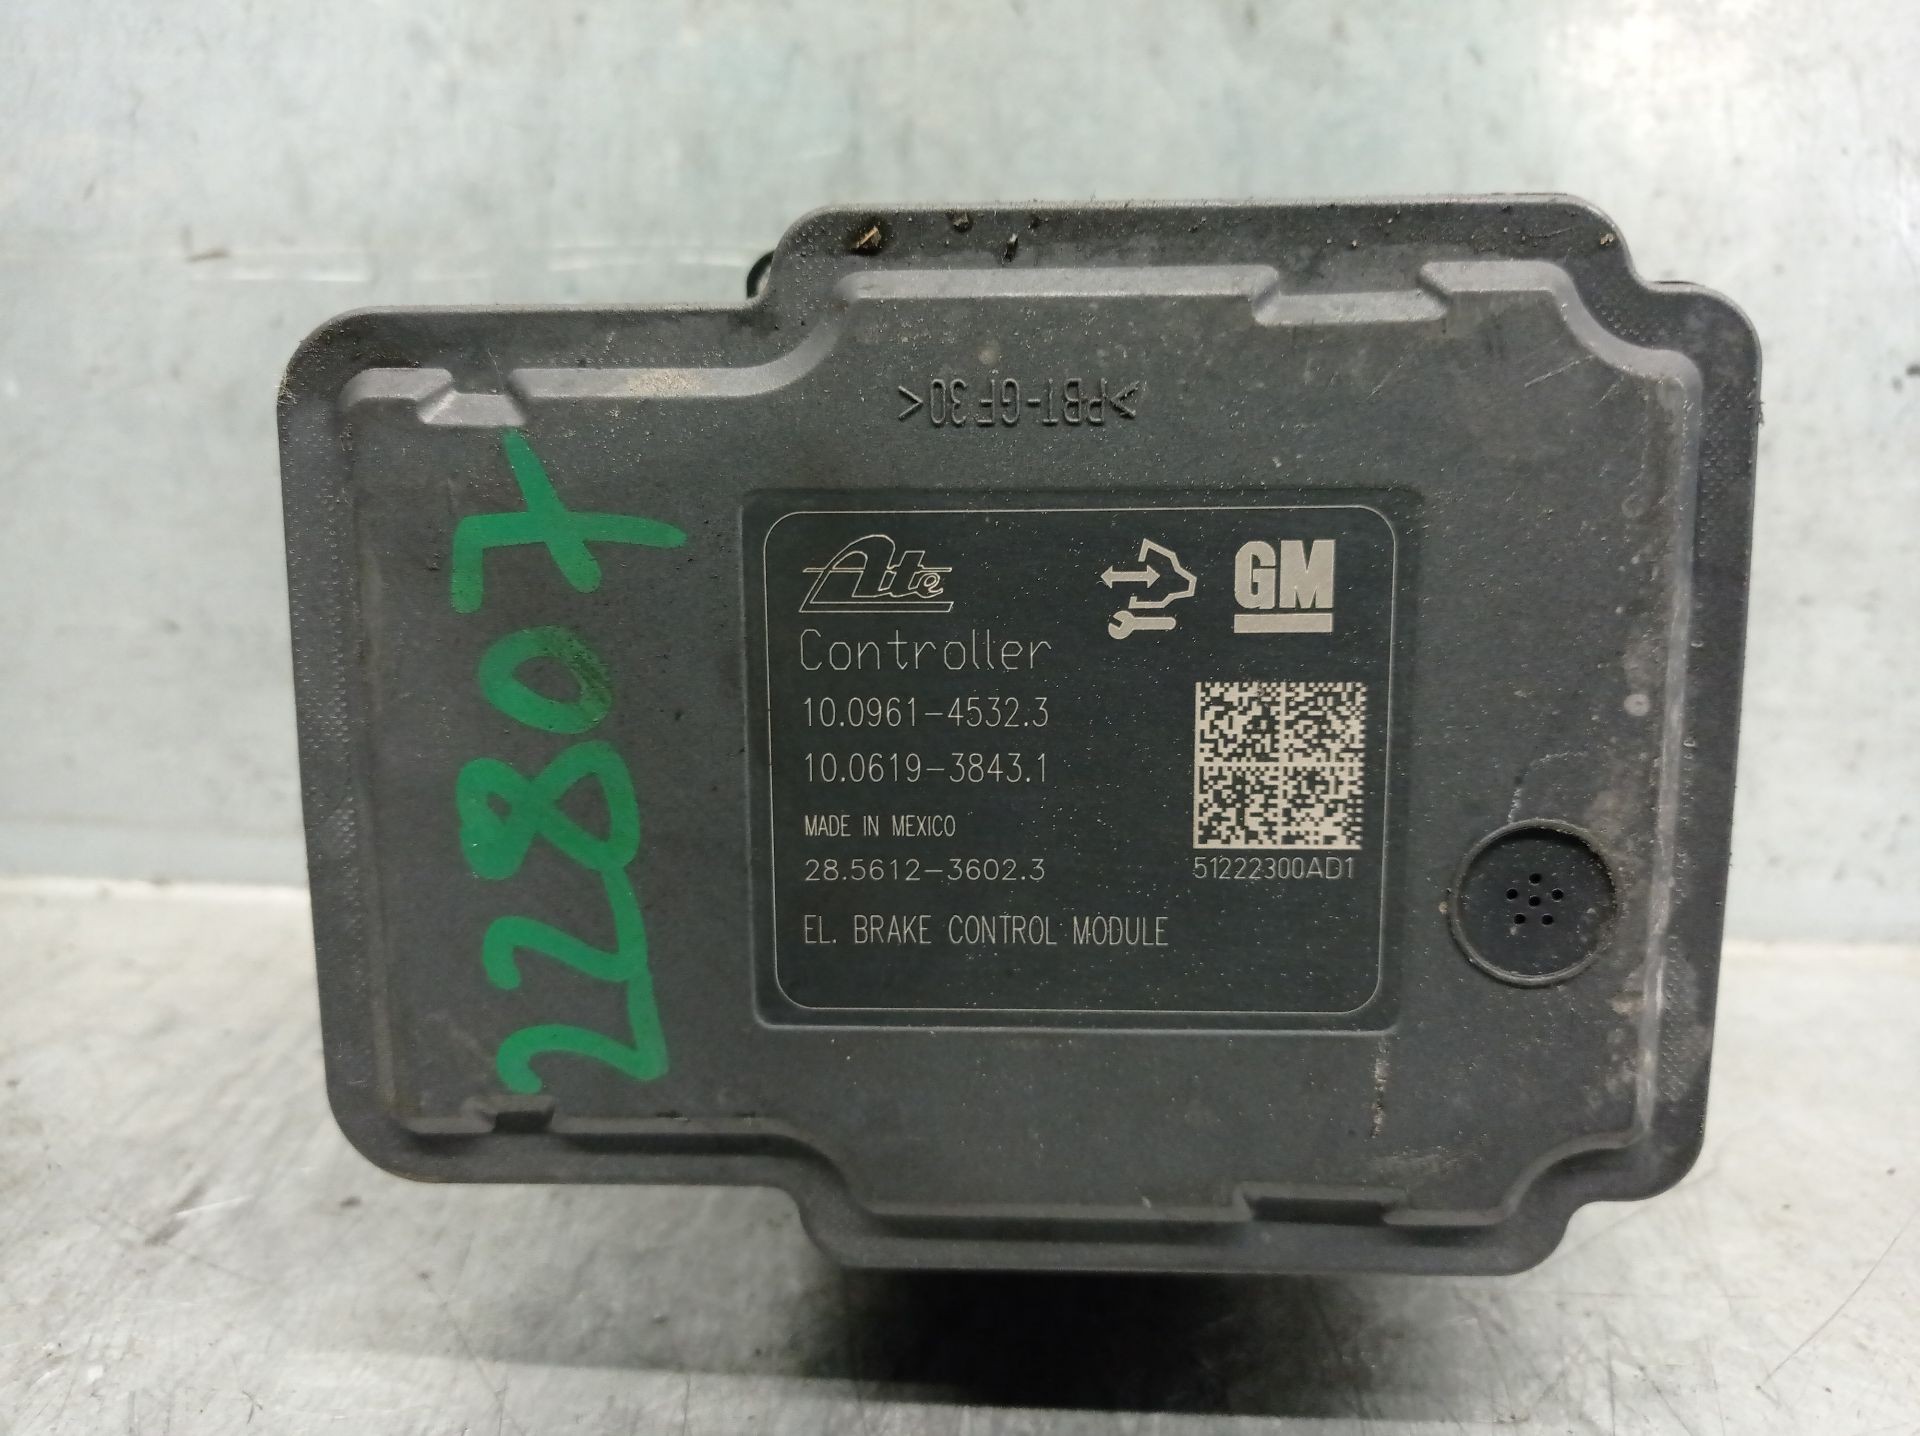 >PBT-GF30<
22807
Ate
GM
Controller
10.0961-4532.3
10.0619-3843.1
MADE IN MEXICO
28.5612-3602.3
51222300AD1
EL. BRAKE CONTROL MODULE